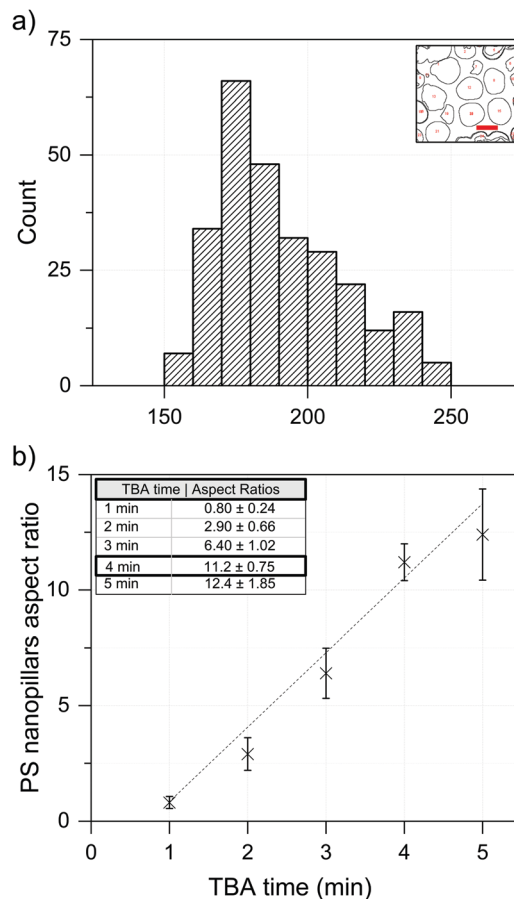 a)
75
50
25
0
Count
150
200
250
b)
15
10
5
0
PS nanopillars aspect ratio
TBA time | Aspect Ratios
1 min 0.80 ± 0.24
2 min 2.90 ± 0.66
3 min 6.40 ± 1.02
4 min 11.2 ± 0.75
5 min 12.4 ± 1.85
0 1 2 3 4 5
TBA time (min)